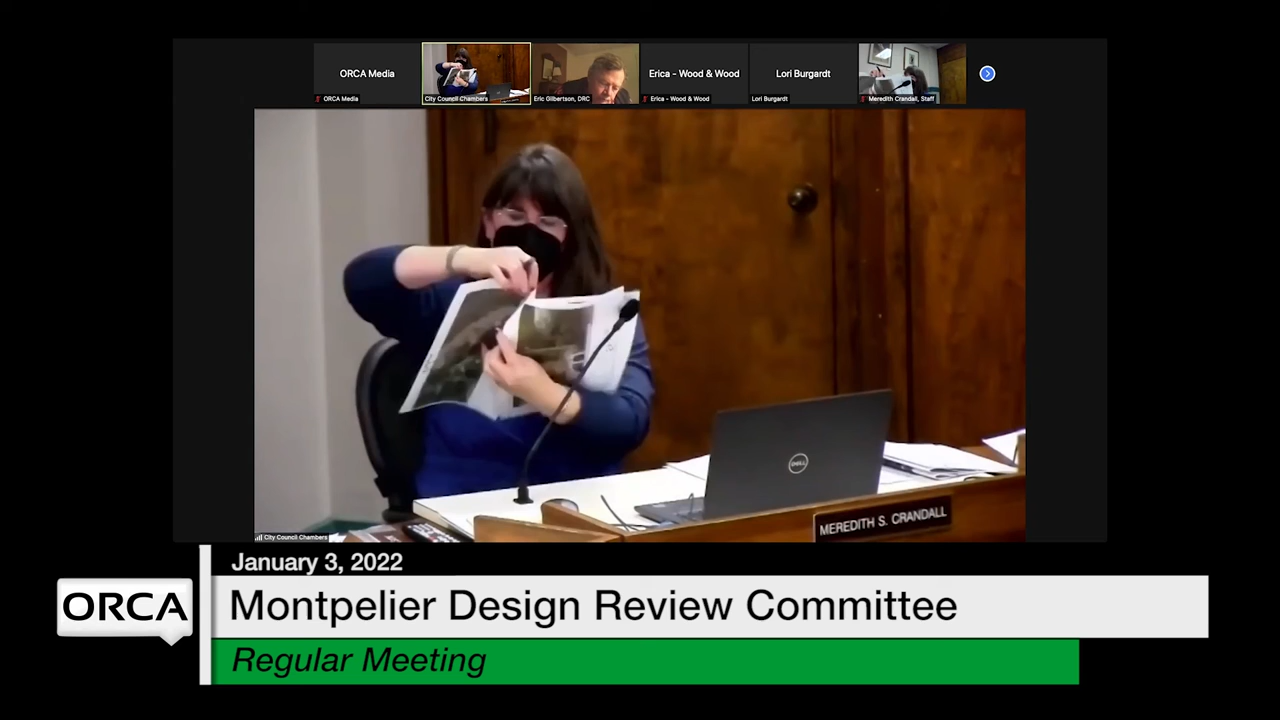 ORCA Media
Erica - Wood & Wood
Lori Burgardt
ORCA Media
City Council Chambers
Eric Gilbertson, DRC
Erica - Wood & Wood
Lori Burgardt
Meredith Crandall, Staff
DELL
MEREDITH S. CRANDALL
City Council Chambers
January 3, 2022
ORCA
Montpelier Design Review Committee
Regular Meeting